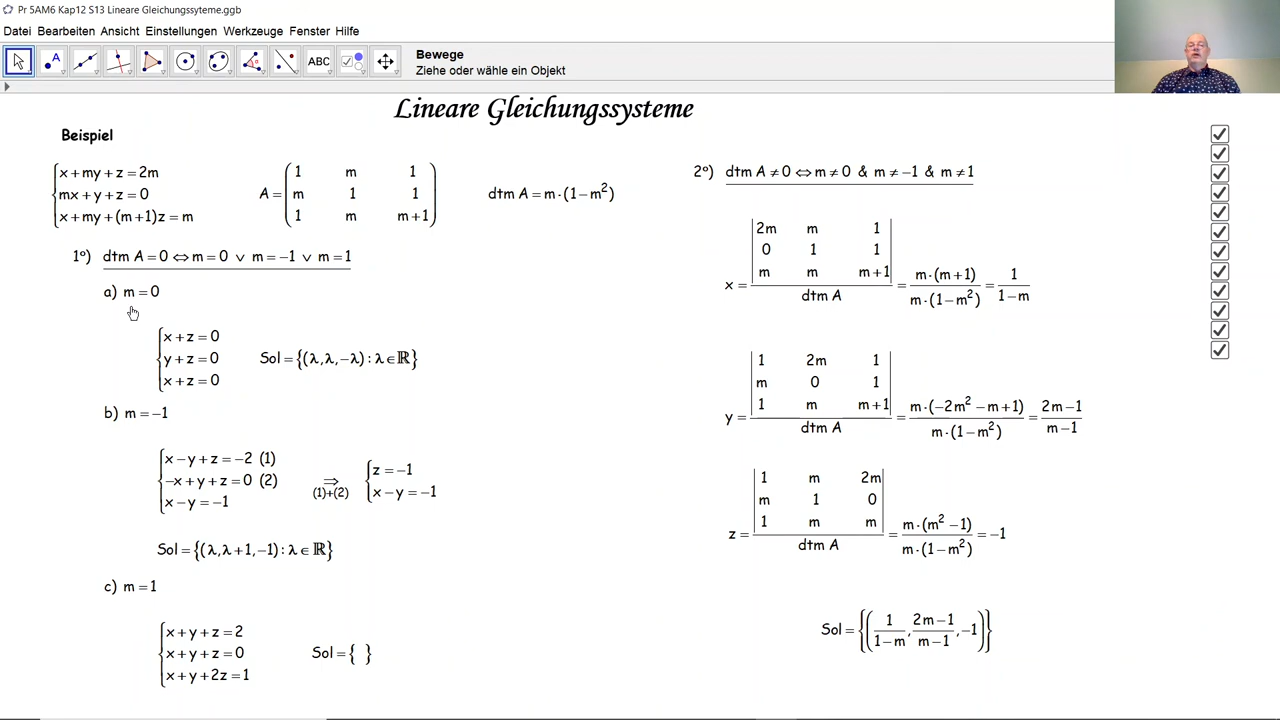 Pr 5AM6 Kap12 S13 Lineare Gleichungssyteme.ggb
Datei Bearbeiten Ansicht Einstellungen Werkzeuge Fenster Hilfe
A
ABC
Bewege
Ziehe oder wähle ein Objekt
Lineare Gleichungssysteme
Beispiel
x+my+z=2m
mx+y+z=0
x+my+(m+1)z=m
A=
1 m 1
m 1 1
1 m m+1
dtm A=m·(1−m²)
1°) dtm A=0⇔m=0 ∨ m=−1 ∨ m=1
a) m=0
x+z=0
y+z=0
x+z=0
Sol={(λ,λ,−λ):λ∈ℝ}
b) m=−1
x−y+z=−2 (1)
−x+y+z=0 (2)
x−y=−1
⇒
(1)+(2)
z=−1
x−y=−1
Sol={(λ,λ+1,−1):λ∈ℝ}
c) m=1
x+y+z=2
x+y+z=0
x+y+2z=1
Sol={ }
2°) dtm A≠0⇔m≠0 & m≠−1 & m≠1
2m m 1
0 1 1
m m m+1
x= dtm A = m·(m+1) / m·(1−m²) = 1 / 1−m
1 2m 1
m 0 1
1 m m+1
y= dtm A = m·(−2m²−m+1) / m·(1−m²) = 2m−1 / m−1
1 m 2m
m 1 0
1 m m
z= dtm A = m·(m²−1) / m·(1−m²) =−1
Sol={(1/1−m, 2m−1/m−1, −1)}